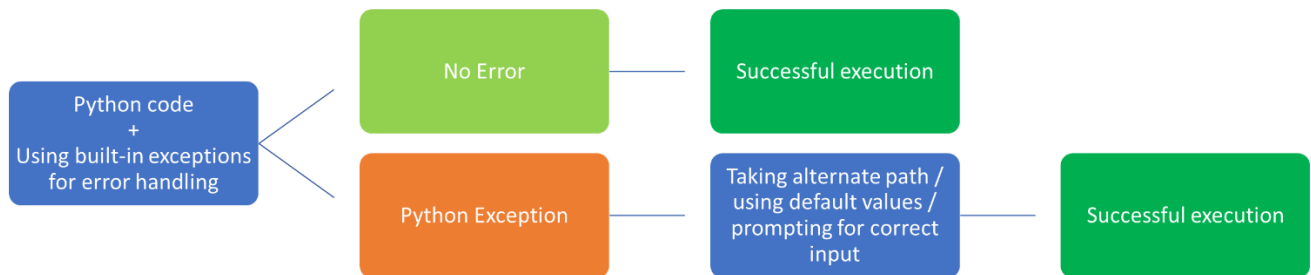 No Error
Successful execution
Python code
+
Using built-in exceptions
for error handling
Python Exception
Taking alternate path /
using default values /
prompting for correct
input
Successful execution